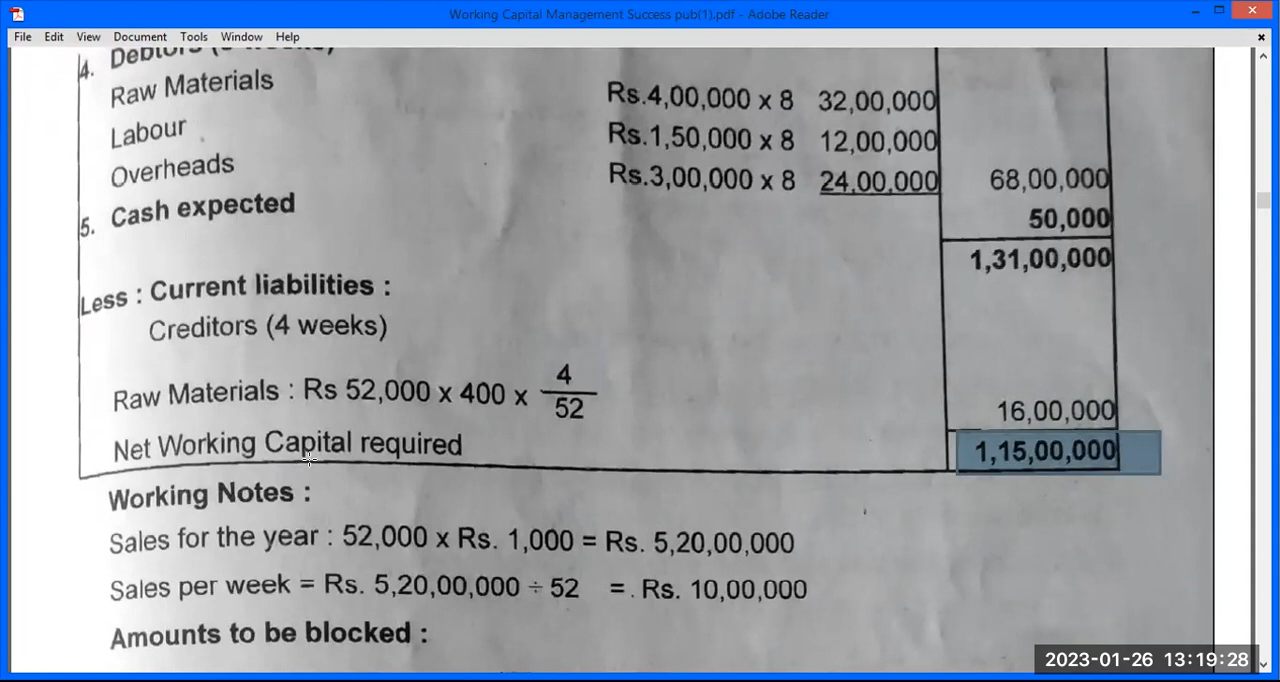 Working Capital Management Success pub(1).pdf - Adobe Reader
File Edit View Document Tools Window Help
4. Debtors
Raw Materials Rs.4,00,000 x 8 32,00,000
Labour Rs.1,50,000 x 8 12,00,000
Overheads Rs.3,00,000 x 8 24,00,000 68,00,000
5. Cash expected 50,000
1,31,00,000
Less : Current liabilities :
Creditors (4 weeks)
Raw Materials : Rs 52,000 x 400 x 4/52 16,00,000
Net Working Capital required 1,15,00,000
Working Notes :
Sales for the year : 52,000 x Rs. 1,000 = Rs. 5,20,00,000
Sales per week = Rs. 5,20,00,000 ÷ 52 = . Rs. 10,00,000
Amounts to be blocked :
2023-01-26 13:19:28